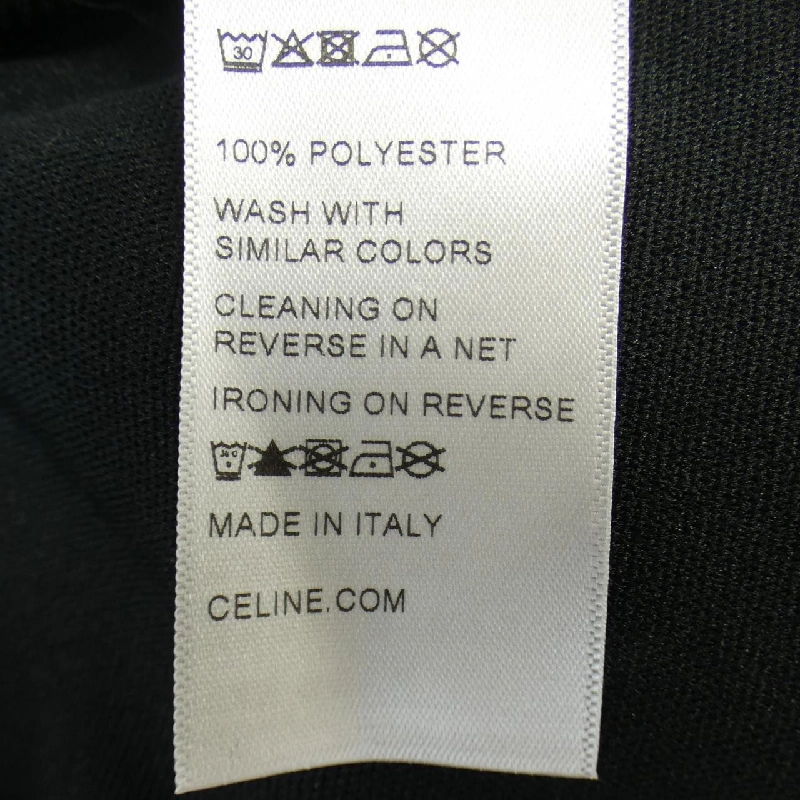 30
100% POLYESTER
WASH WITH
SIMILAR COLORS
CLEANING ON
REVERSE IN A NET
IRONING ON REVERSE
MADE IN ITALY
CELINE.COM